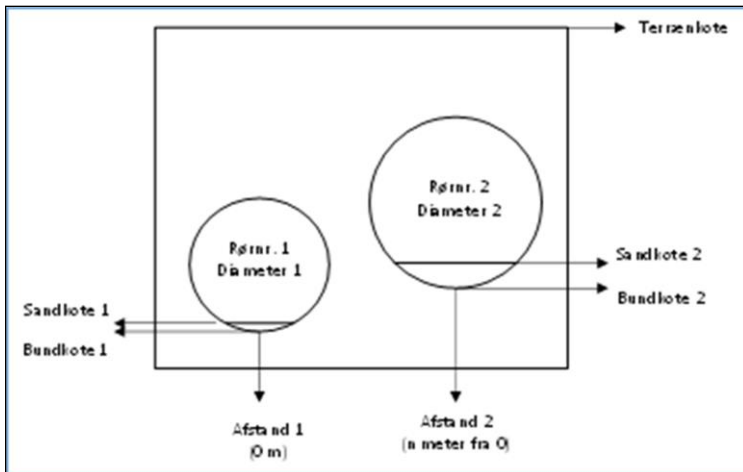 Terrænkote
Rørnr. 2
Diameter 2
Rørnr. 1
Diameter 1
Sandkote 2
Bundkote 2
Sandkote 1
Bundkote 1
Afstand 1
(0 m)
Afstand 2
(n meter fra 0)